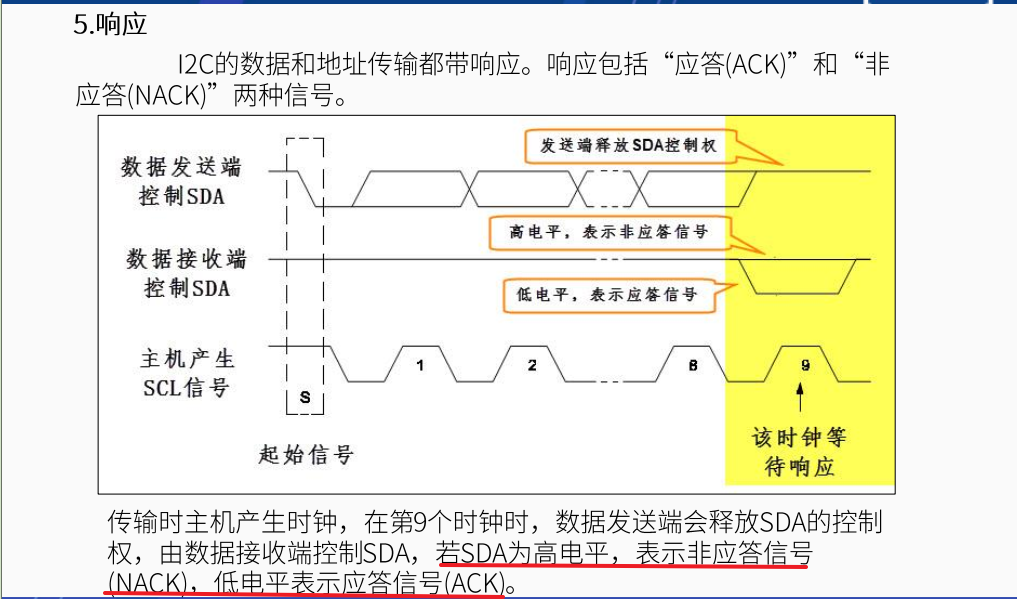 5.响应
I2C的数据和地址传输都带响应。响应包括“应答(ACK)”和“非
应答(NACK)”两种信号。
发送端释放SDA控制权
数据发送端
控制SDA
高电平，表示非应答信号
数据接收端
控制SDA
低电平，表示应答信号
主机产生
SCL信号
1
2
8
9
S
起始信号
该时钟等
待响应
传输时主机产生时钟，在第9个时钟时，数据发送端会释放SDA的控制
权，由数据接收端控制SDA，若SDA为高电平，表示非应答信号
(NACK)，低电平表示应答信号(ACK)。